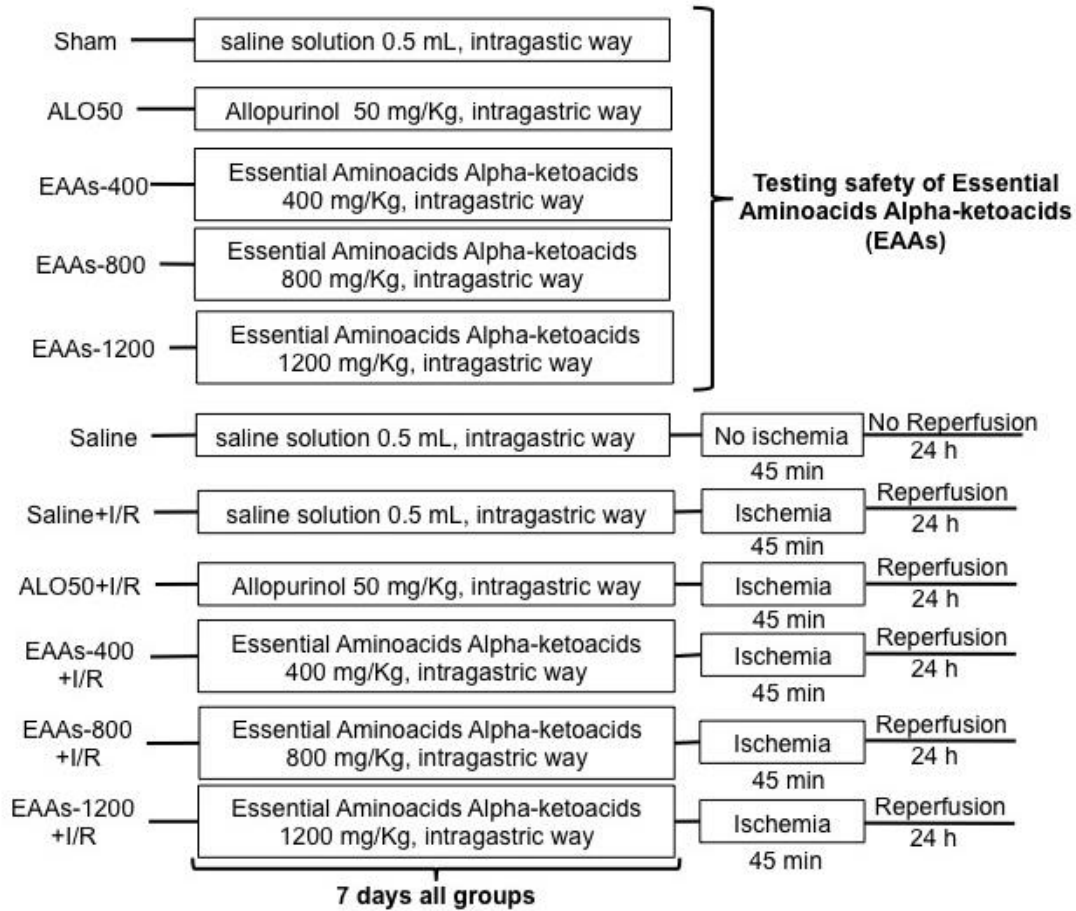 Sham
saline solution 0.5 mL, intragastic way
ALO50
Allopurinol 50 mg/Kg, intragastric way
EAAs-400
Essential Aminoacids Alpha-ketoacids
400 mg/Kg, intragastric way
EAAs-800
Essential Aminoacids Alpha-ketoacids
800 mg/Kg, intragastric way
EAAs-1200
Essential Aminoacids Alpha-ketoacids
1200 mg/Kg, intragastric way
Testing safety of Essential
Aminoacids Alpha-ketoacids
(EAAs)
Saline
saline solution 0.5 mL, intragastric way
No ischemia
45 min
No Reperfusion
24 h
Saline+I/R
saline solution 0.5 mL, intragastric way
Ischemia
45 min
Reperfusion
24 h
ALO50+I/R
Allopurinol 50 mg/Kg, intragastric way
Ischemia
45 min
Reperfusion
24 h
EAAs-400
+I/R
Essential Aminoacids Alpha-ketoacids
400 mg/Kg, intragastric way
Ischemia
45 min
Reperfusion
24 h
EAAs-800
+I/R
Essential Aminoacids Alpha-ketoacids
800 mg/Kg, intragastric way
Ischemia
45 min
Reperfusion
24 h
EAAs-1200
+I/R
Essential Aminoacids Alpha-ketoacids
1200 mg/Kg, intragastric way
Ischemia
45 min
Reperfusion
24 h
7 days all groups